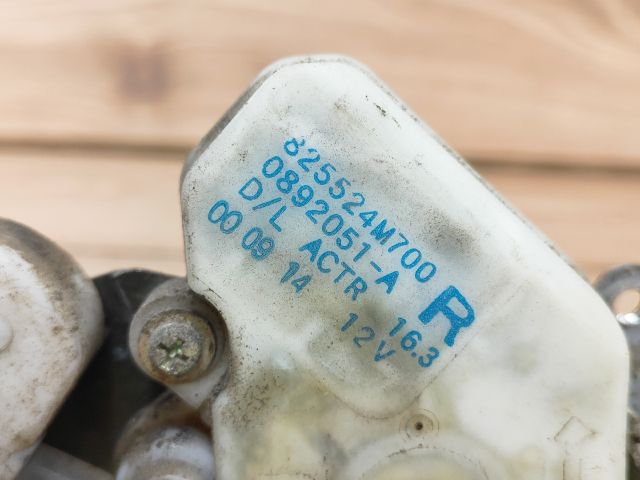 825524M700
0892051-A R
D/L ACTR 16.3
00 09 14 12V